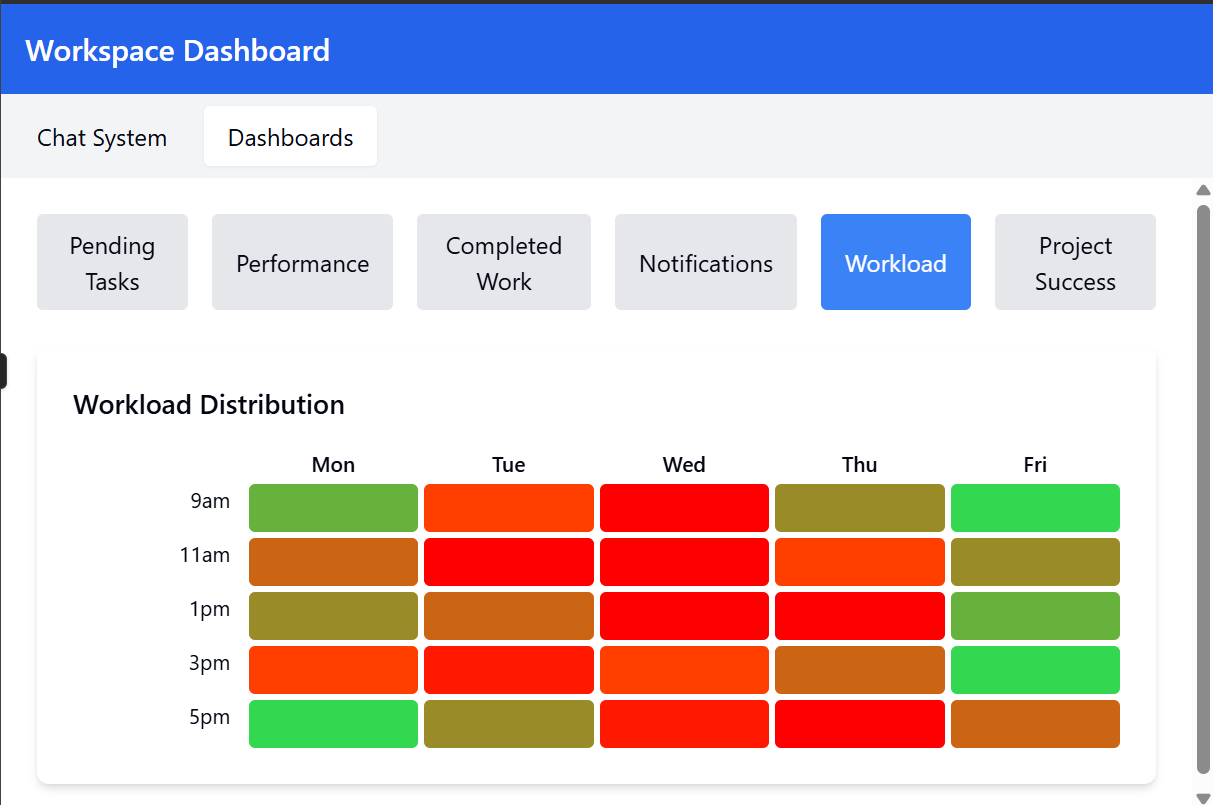 Workspace Dashboard
Chat System Dashboards
Pending Tasks
Performance
Completed Work
Notifications
Workload
Project Success
Workload Distribution
Mon Tue Wed Thu Fri
9am
11am
1pm
3pm
5pm